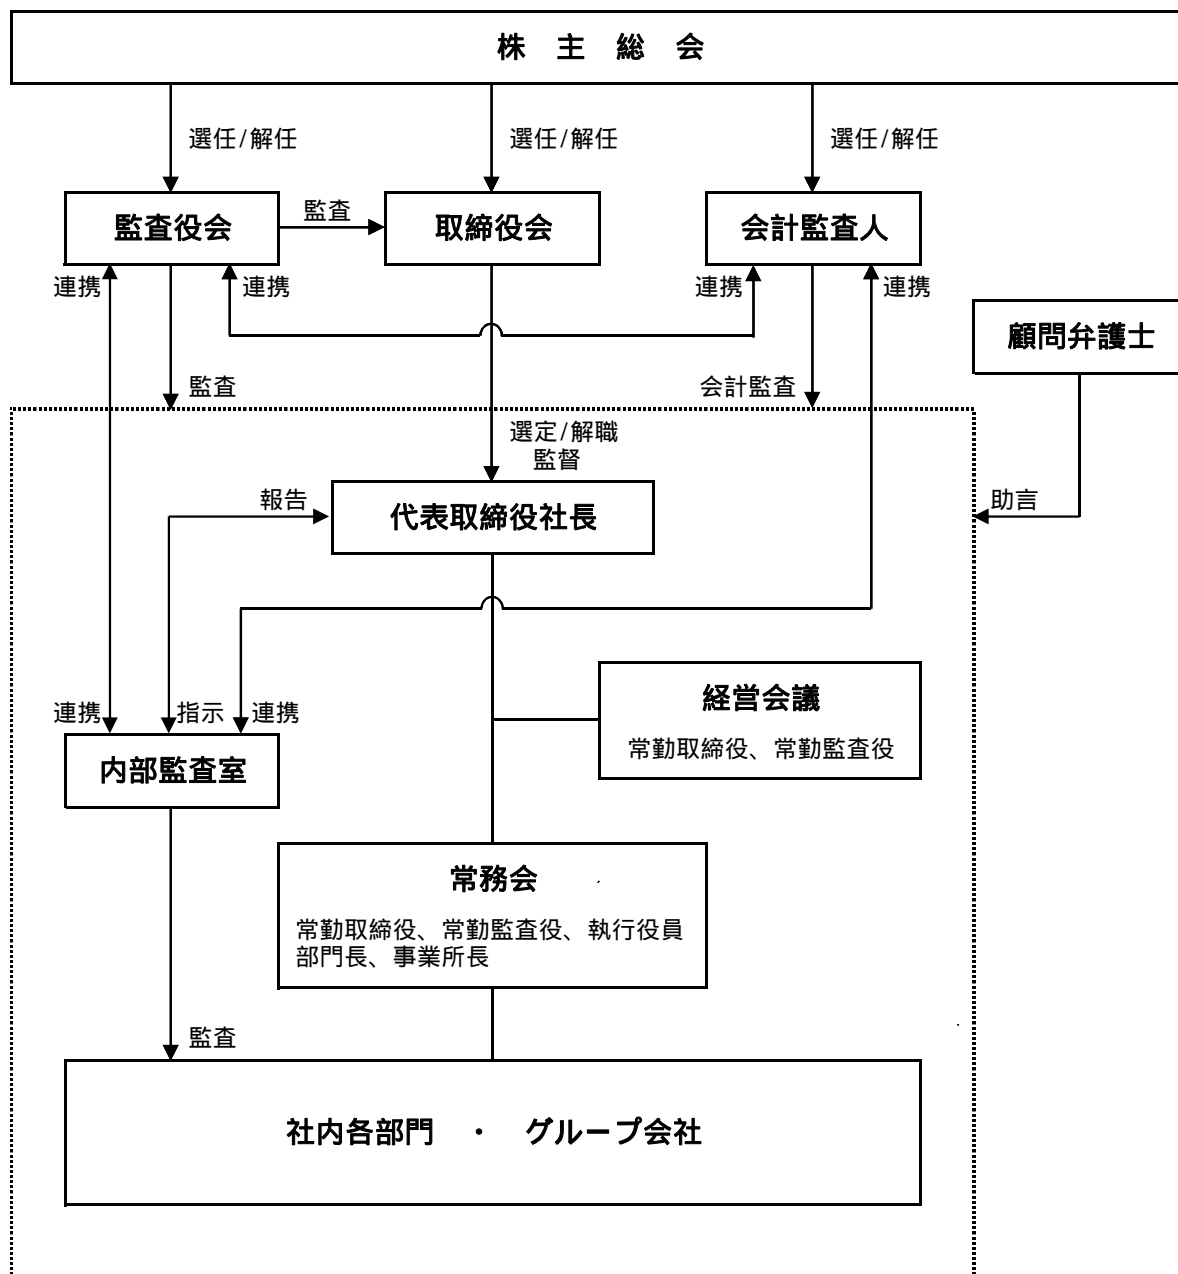 株 主 総 会
選任/解任
選任/解任
選任/解任
監査役会
監査
取締役会
会計監査人
連携
連携
連携
連携
顧問弁護士
監査
会計監査
選定/解職
監督
報告
代表取締役社長
助言
連携
指示
連携
経営会議
常勤取締役、常勤監査役
内部監査室
常務会
常勤取締役、常勤監査役、執行役員
部門長、事業所長
監査
社内各部門 ・ グループ会社